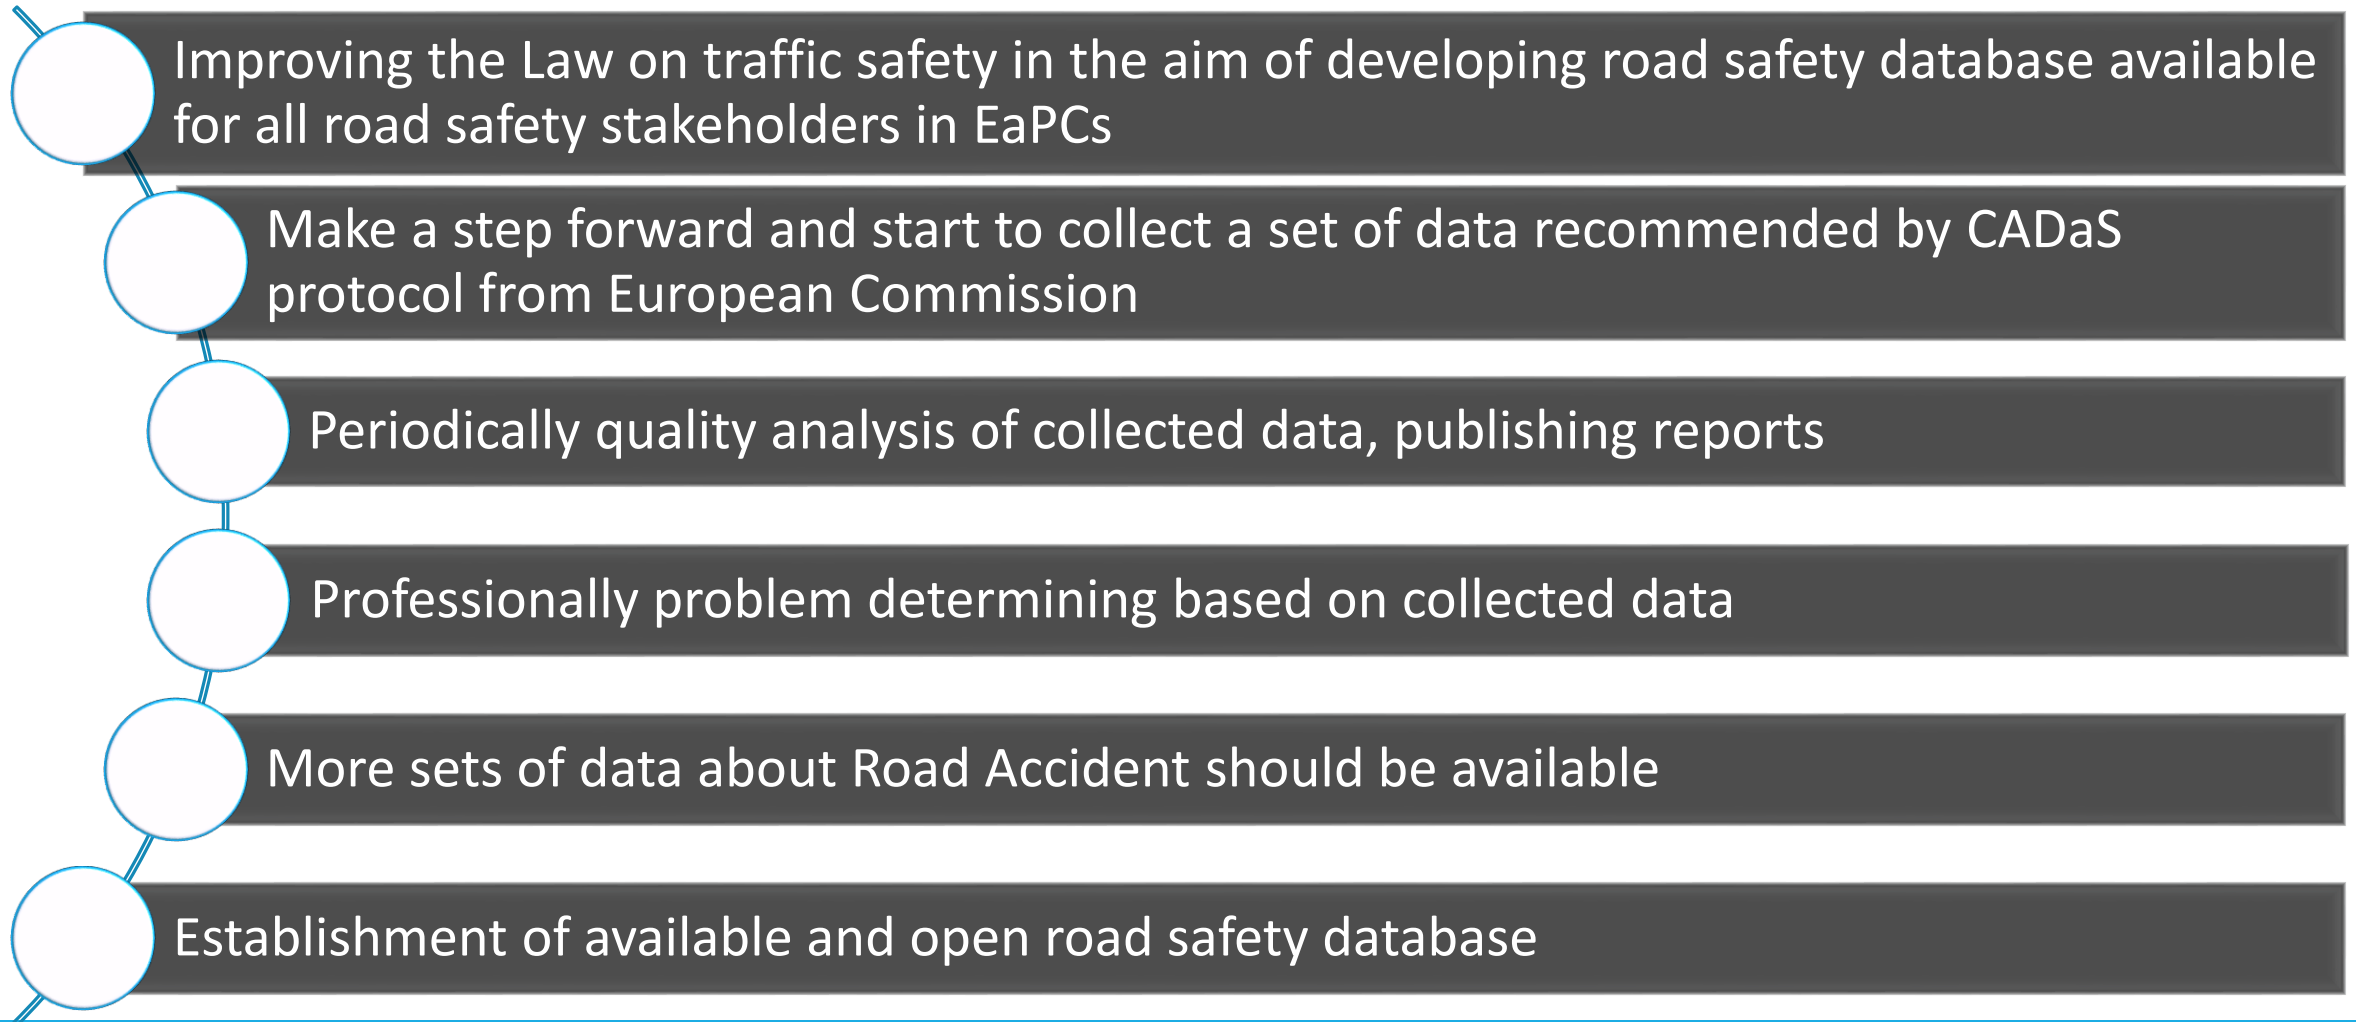 Improving the Law on traffic safety in the aim of developing road safety database available
for all road safety stakeholders in EaPCs
Make a step forward and start to collect a set of data recommended by CADaS
protocol from European Commission
Periodically quality analysis of collected data, publishing reports
Professionally problem determining based on collected data
More sets of data about Road Accident should be available
Establishment of available and open road safety database